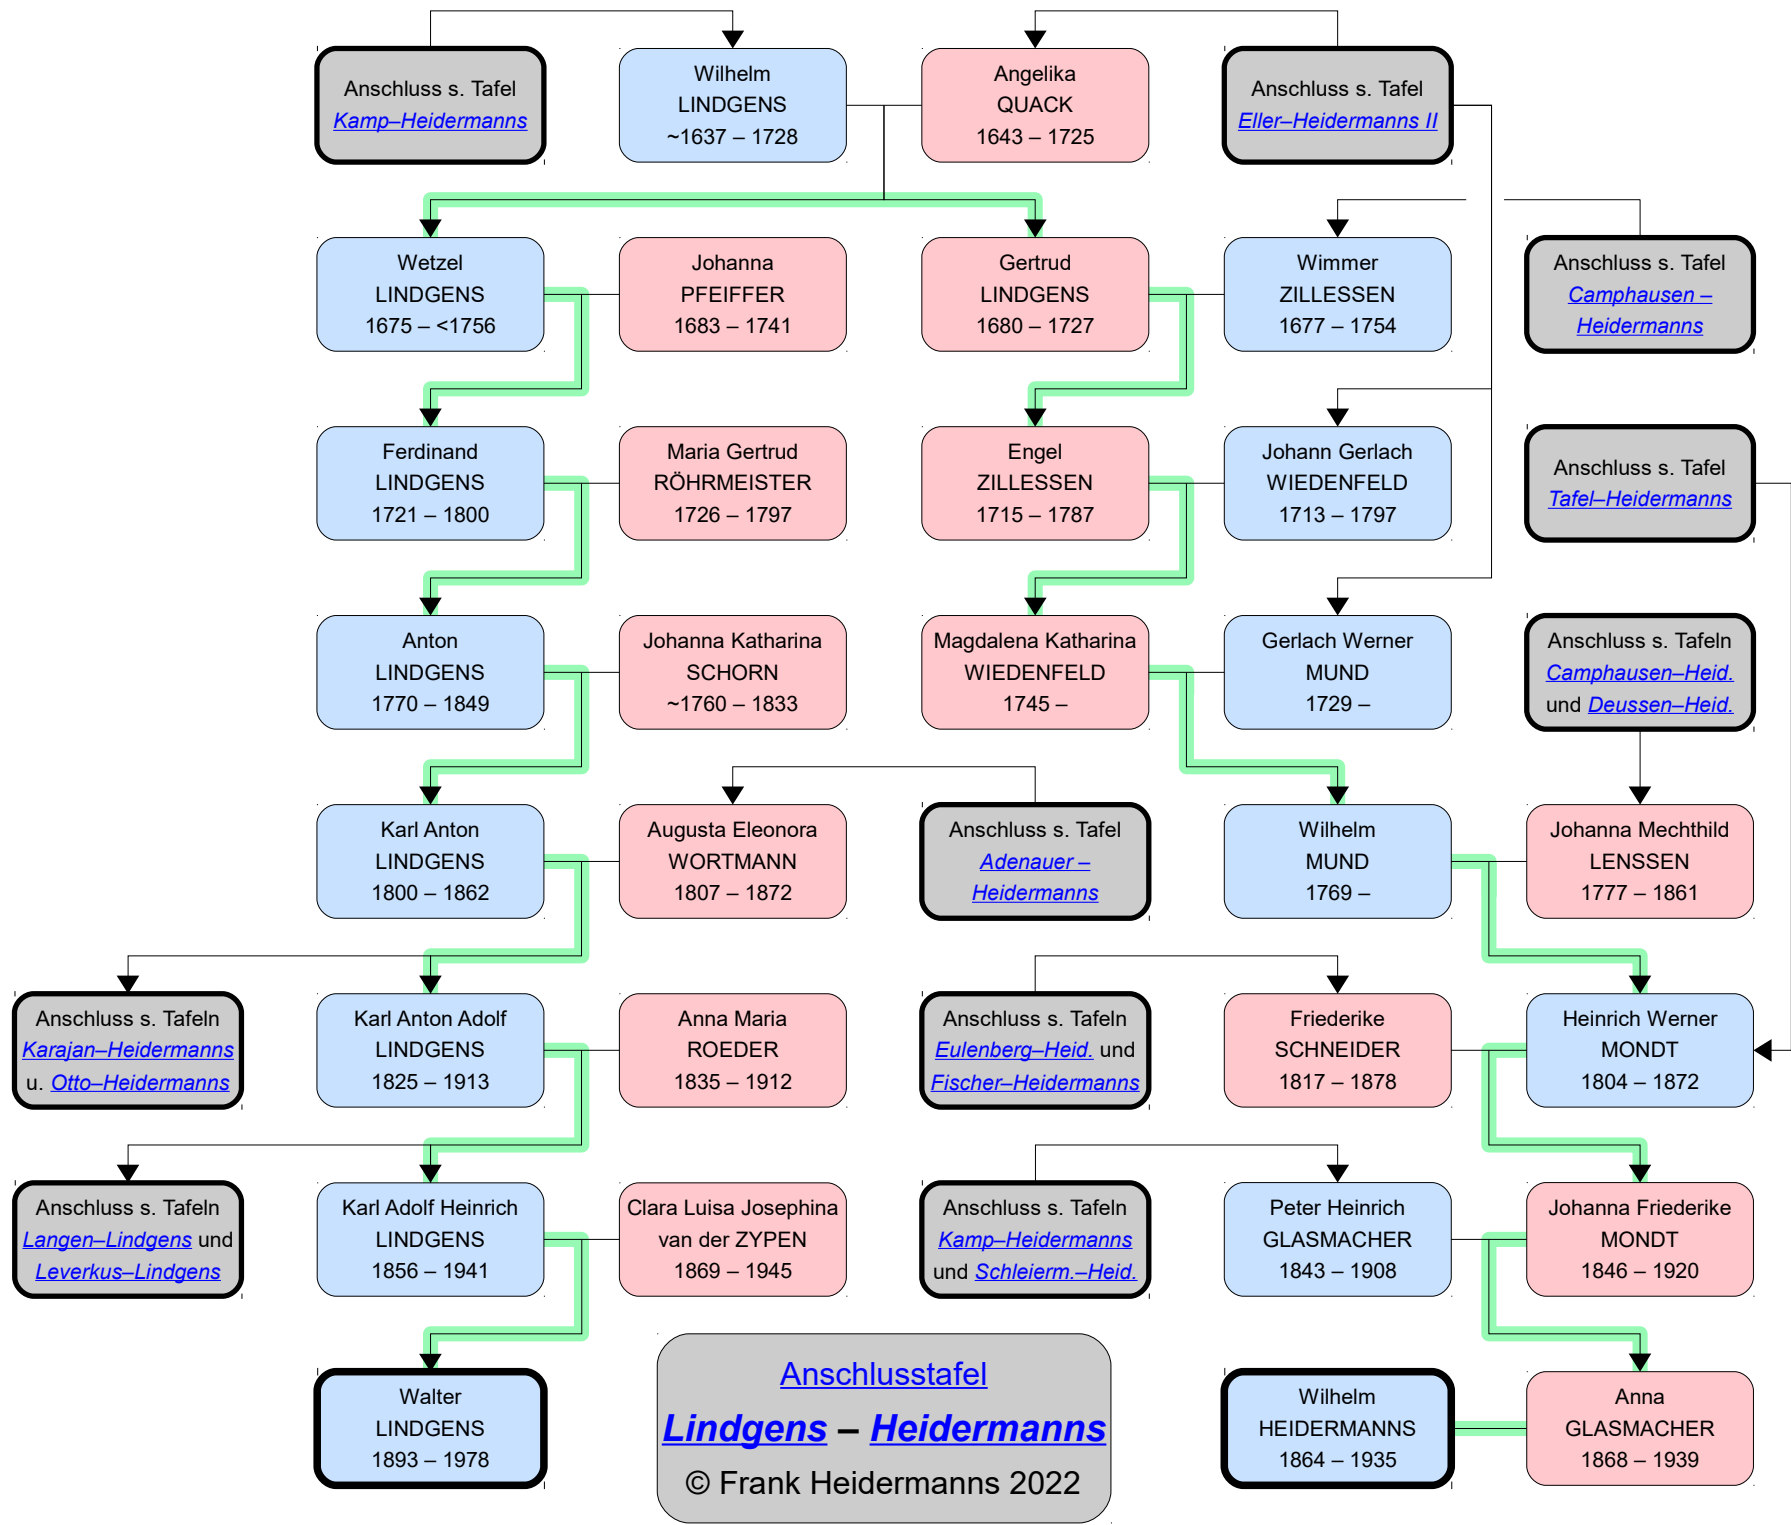 Anschluss s. Tafel
Kamp–Heidermanns
Wilhelm
LINDGENS
~1637 – 1728
Angelika
QUACK
1643 – 1725
Anschluss s. Tafel
Eller–Heidermanns II
Wetzel
LINDGENS
1675 – <1756
Johanna
PFEIFFER
1683 – 1741
Gertrud
LINDGENS
1680 – 1727
Wimmer
ZILLESSEN
1677 – 1754
Anschluss s. Tafel
Camphausen –
Heidermanns
Ferdinand
LINDGENS
1721 – 1800
Maria Gertrud
RÖHRMEISTER
1726 – 1797
Engel
ZILLESSEN
1715 – 1787
Johann Gerlach
WIEDENFELD
1713 – 1797
Anschluss s. Tafel
Tafel–Heidermanns
Anton
LINDGENS
1770 – 1849
Johanna Katharina
SCHORN
~1760 – 1833
Magdalena Katharina
WIEDENFELD
1745 –
Gerlach Werner
MUND
1729 –
Anschluss s. Tafeln
Camphausen–Heid.
und Deussen–Heid.
Karl Anton
LINDGENS
1800 – 1862
Augusta Eleonora
WORTMANN
1807 – 1872
Anschluss s. Tafel
Adenauer –
Heidermanns
Wilhelm
MUND
1769 –
Johanna Mechthild
LENSSEN
1777 – 1861
Anschluss s. Tafeln
Karajan–Heidermanns
u. Otto–Heidermanns
Karl Anton Adolf
LINDGENS
1825 – 1913
Anna Maria
ROEDER
1835 – 1912
Anschluss s. Tafeln
Eulenberg–Heid. und
Fischer–Heidermanns
Friederike
SCHNEIDER
1817 – 1878
Heinrich Werner
MONDT
1804 – 1872
Anschluss s. Tafeln
Langen–Lindgens und
Leverkus–Lindgens
Karl Adolf Heinrich
LINDGENS
1856 – 1941
Clara Luisa Josephina
van der ZYPEN
1869 – 1945
Anschluss s. Tafeln
Kamp–Heidermanns
und Schleierm.–Heid.
Peter Heinrich
GLASMACHER
1843 – 1908
Johanna Friederike
MONDT
1846 – 1920
Walter
LINDGENS
1893 – 1978
Anschlusstafel
Lindgens – Heidermanns
© Frank Heidermanns 2022
Wilhelm
HEIDERMANNS
1864 – 1935
Anna
GLASMACHER
1868 – 1939